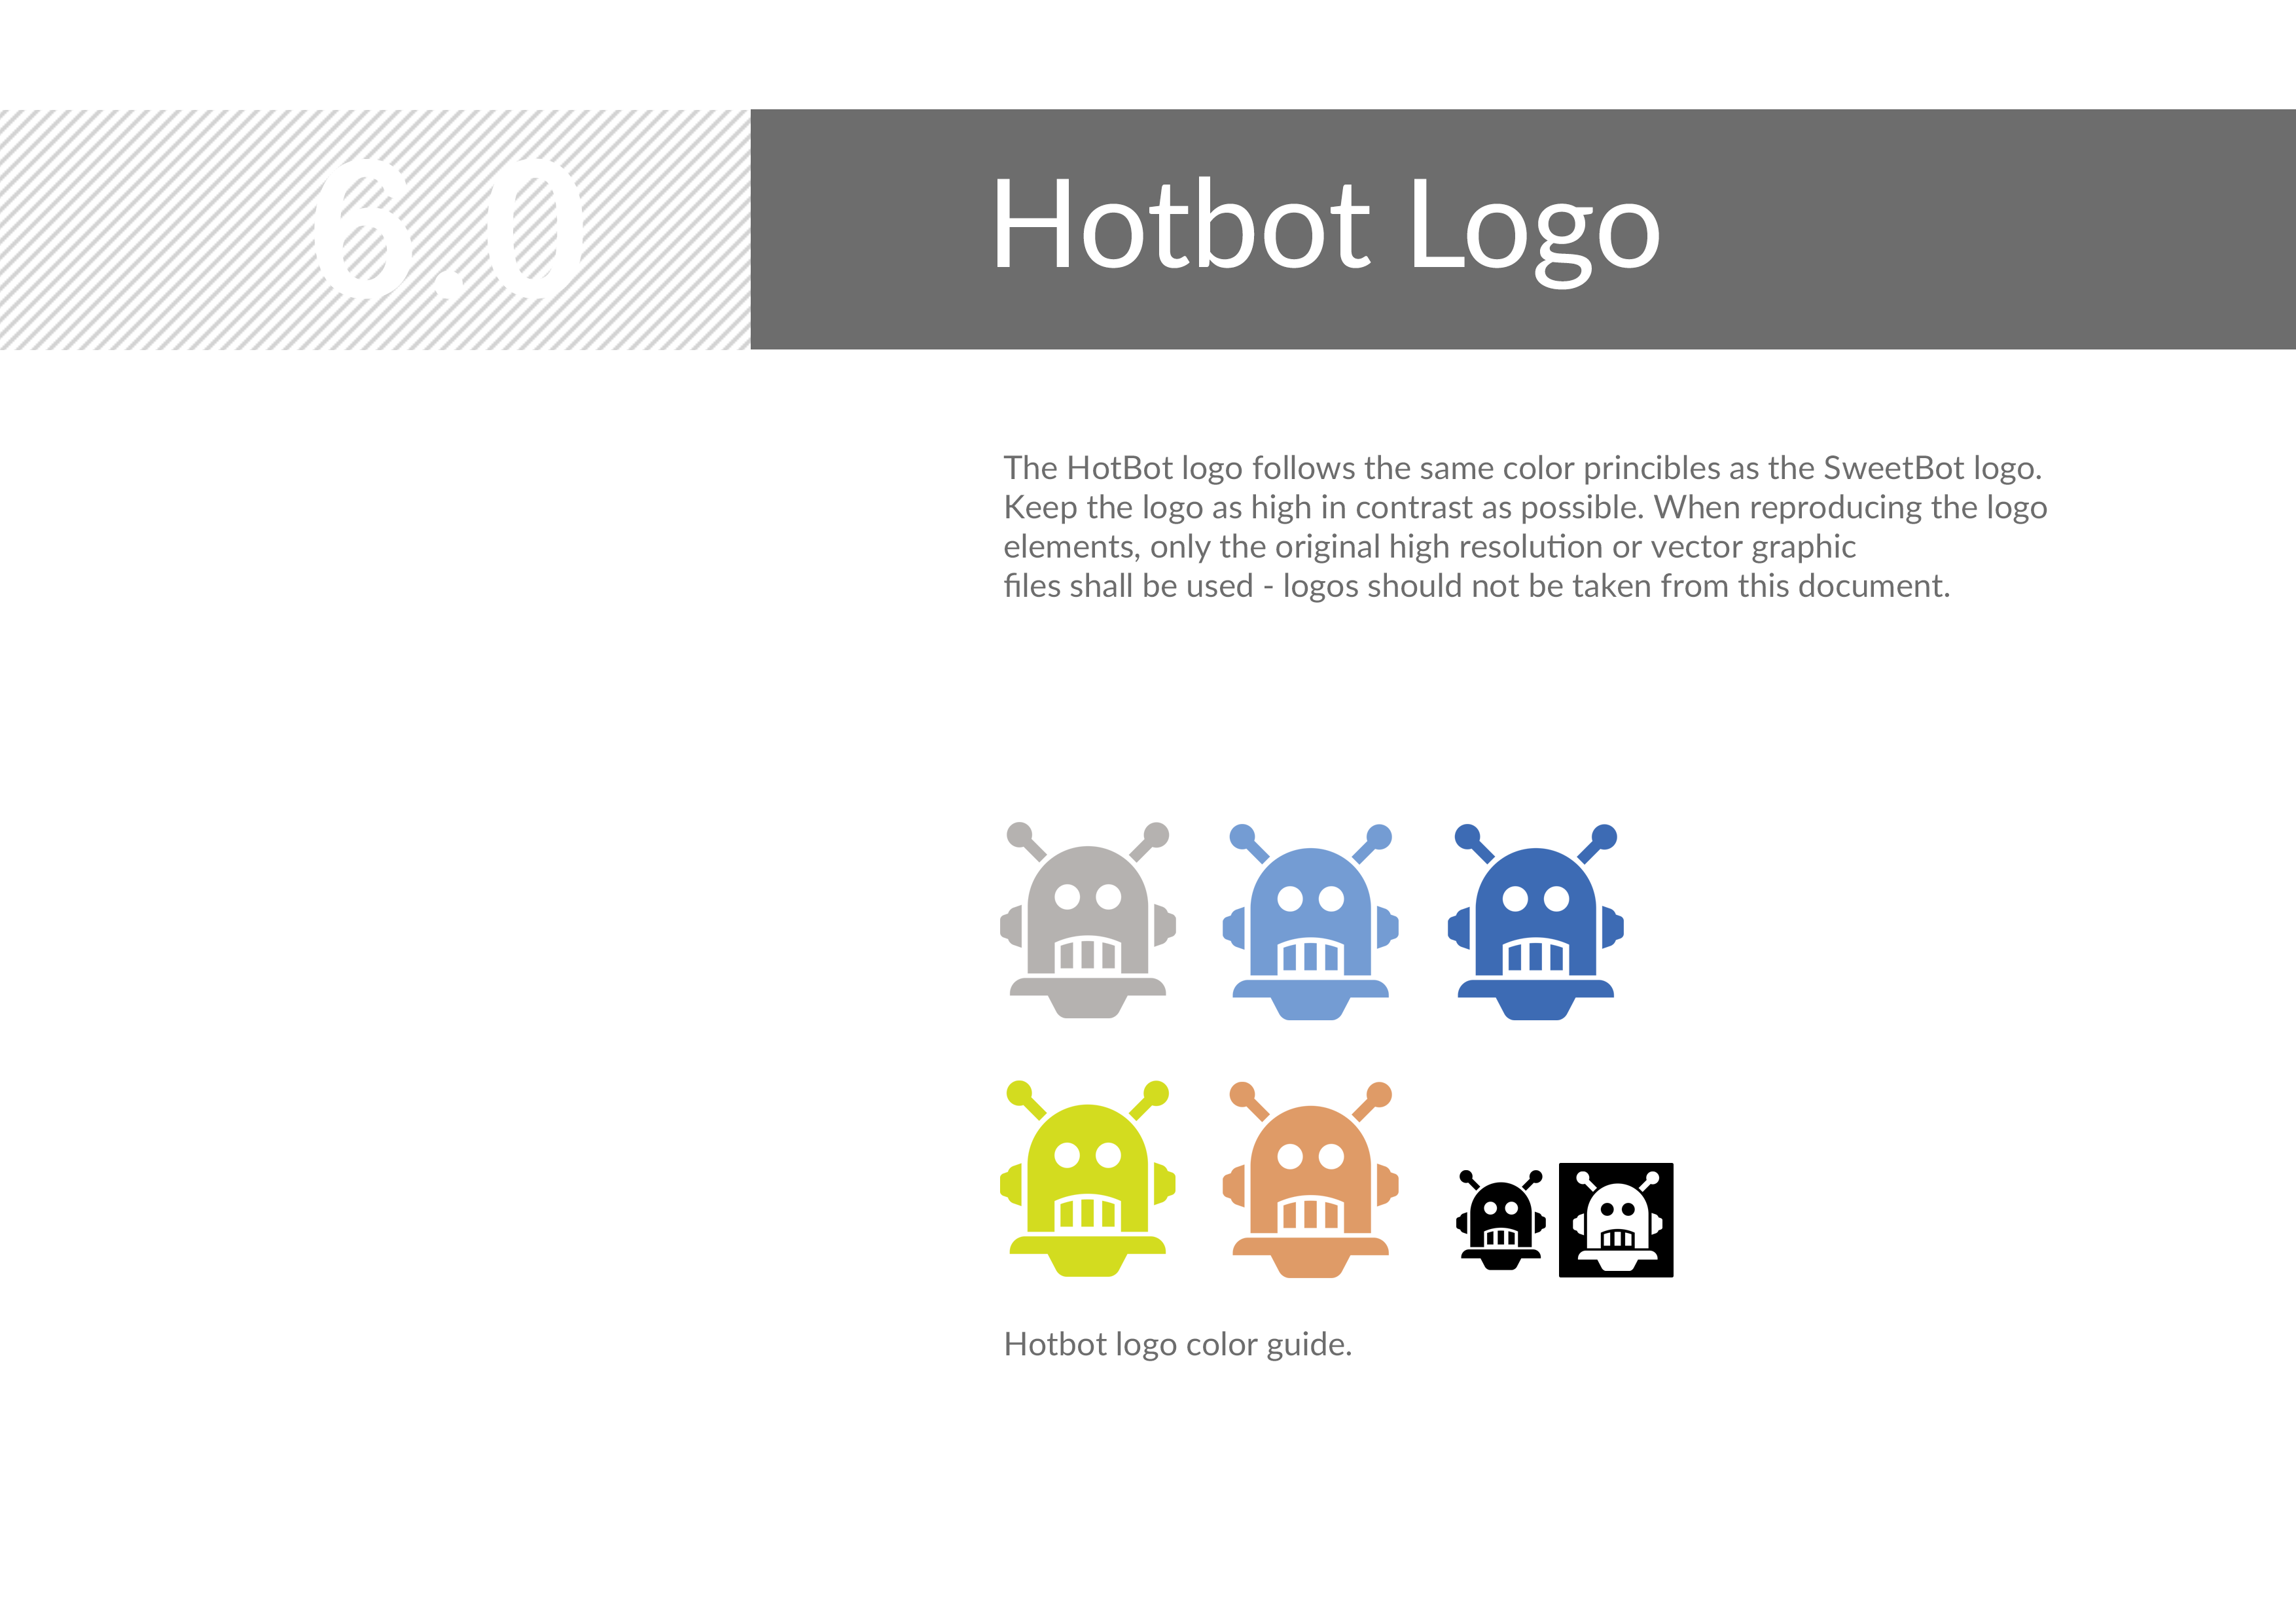 6.0
Hotbot Logo
The HotBot logo follows the same color princibles as the SweetBot logo.
Keep the logo as high in contrast as possible. When reproducing the logo
elements, only the original high resolution or vector graphic
files shall be used - logos should not be taken from this document.
Hotbot logo color guide.